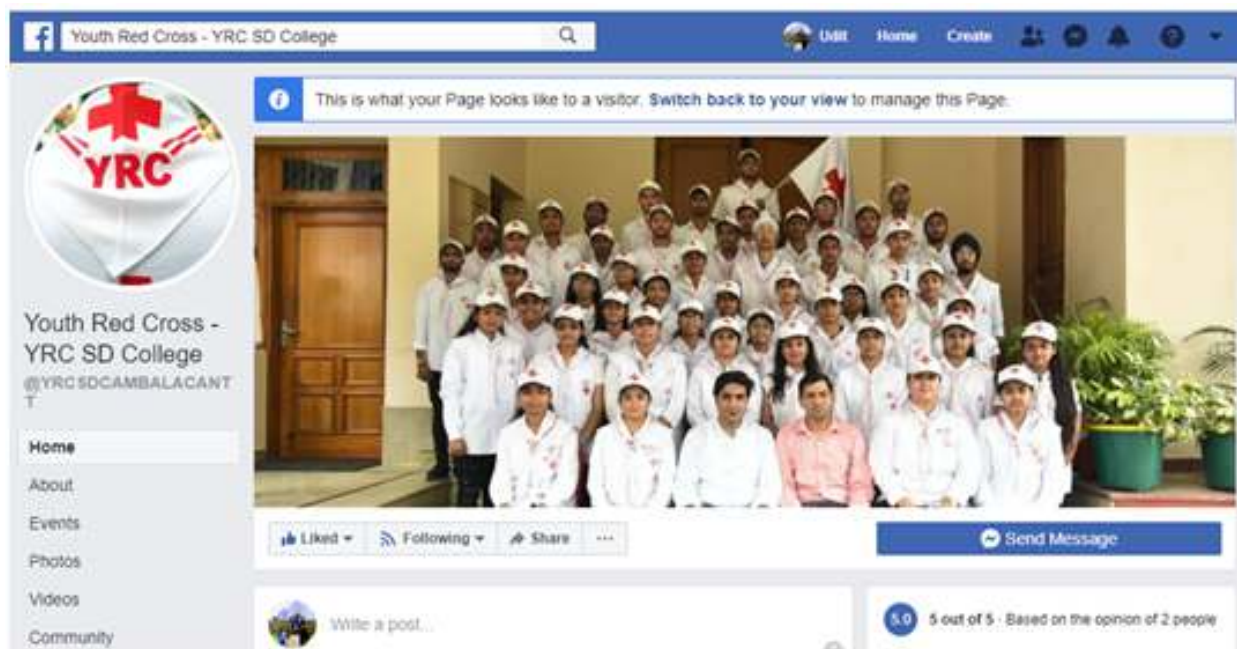 Youth Red Cross - YRC SD College
Udit Home Create
This is what your Page looks like to a visitor. Switch back to your view to manage this Page.
YRC
Youth Red Cross -
YRC SD College
@YRCSDCAMBALACANT
T
Home
About
Events
Photos
Videos
Community
Liked Following Share ...
Send Message
Write a post...
5.0 5 out of 5 · Based on the opinion of 2 people